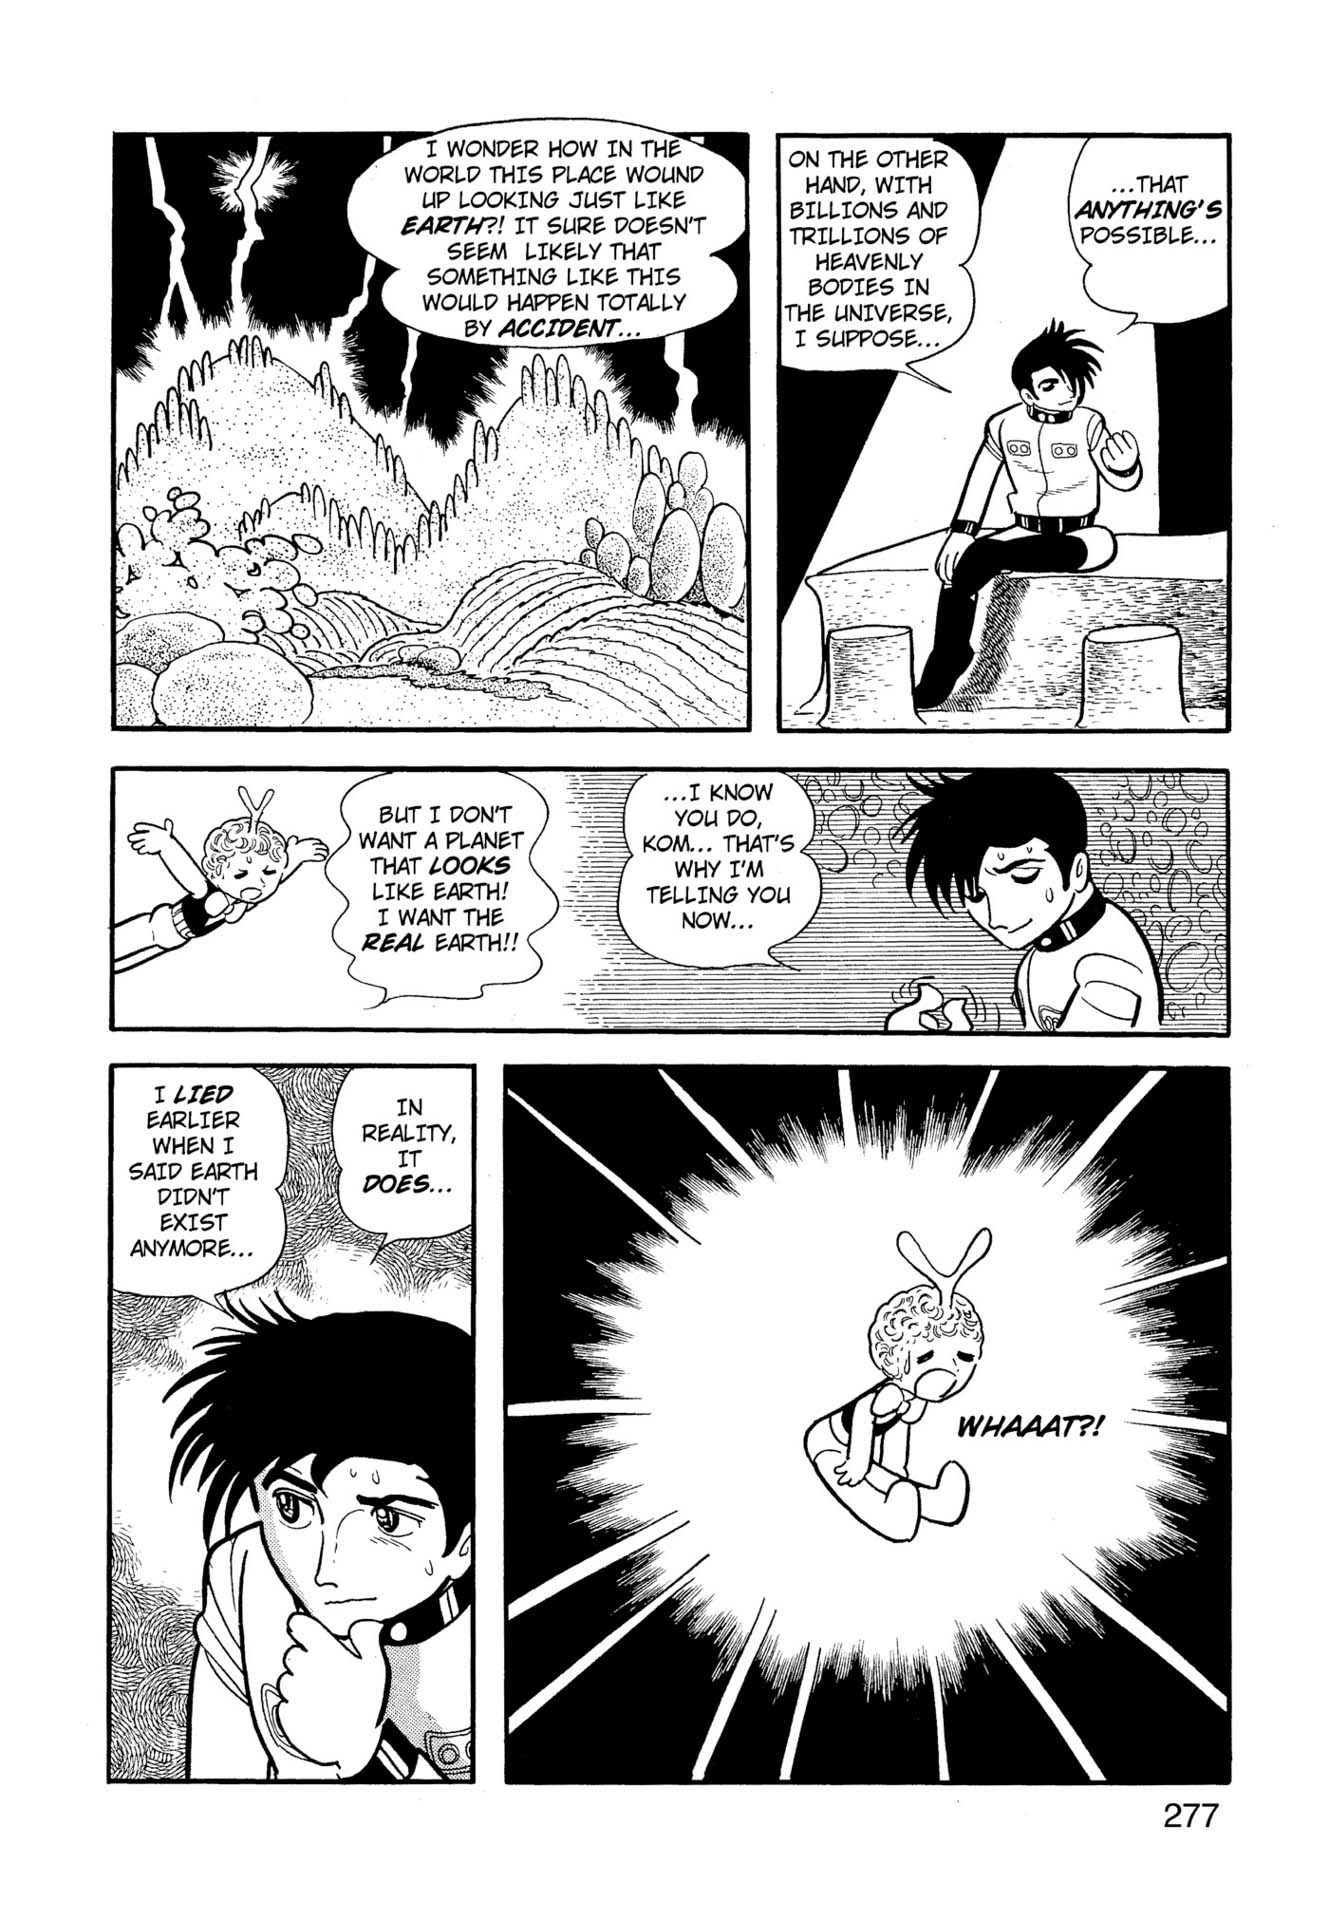 I WONDER HOW IN THE
WORLD THIS PLACE WOUND
UP LOOKING JUST LIKE
EARTH?! IT SURE DOESN'T
SEEM LIKELY THAT
SOMETHING LIKE THIS
WOULD HAPPEN TOTALLY
BY ACCIDENT...
ON THE OTHER
HAND, WITH
BILLIONS AND
TRILLIONS OF
HEAVENLY
BODIES IN
THE UNIVERSE,
I SUPPOSE...
...THAT
ANYTHING'S
POSSIBLE...
BUT I DON'T
WANT A PLANET
THAT LOOKS
LIKE EARTH!
I WANT THE
REAL EARTH!!
...I KNOW
YOU DO,
KOM... THAT'S
WHY I'M
TELLING YOU
NOW...
I LIED
EARLIER
WHEN I
SAID EARTH
DIDN'T
EXIST
ANYMORE...
IN
REALITY,
IT
DOES...
WHAAAT?!
277